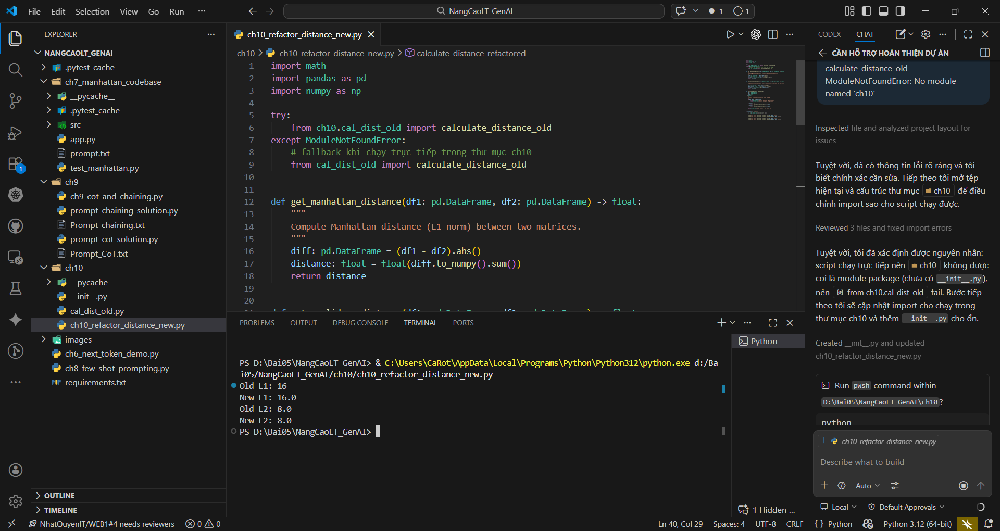 File Edit Selection View Go Run ···
NangCaoLT_GenAI
1
1
EXPLORER
NANGCAOLT_GENAI
.pytest_cache
ch7_manhattan_codebase
__pycache__
.pytest_cache
src
app.py
prompt.txt
test_manhattan.py
ch9
ch9_cot_and_chaining.py
prompt_chaining_solution.py
Prompt_chaining.txt
prompt_cot_solution.py
Prompt_CoT.txt
ch10
__pycache__
__init__.py
cal_dist_old.py
ch10_refactor_distance_new.py
images
ch6_next_token_demo.py
ch8_few_shot_prompting.py
requirements.txt
OUTLINE
TIMELINE
1
ch10_refactor_distance_new.py
ch10 > ch10_refactor_distance_new.py > calculate_distance_refactored
1 import math
2 import pandas as pd
3 import numpy as np
4
5 try:
6 from ch10.cal_dist_old import calculate_distance_old
7 except ModuleNotFoundError:
8 # fallback khi chạy trực tiếp trong thư mục ch10
9 from cal_dist_old import calculate_distance_old
10
11
12 def get_manhattan_distance(df1: pd.DataFrame, df2: pd.DataFrame) -> float:
13 """
14 Compute Manhattan distance (L1 norm) between two matrices.
15 """
16 diff: pd.DataFrame = (df1 - df2).abs()
17 distance: float = float(diff.to_numpy().sum())
18 return distance
19
20
PROBLEMS OUTPUT DEBUG CONSOLE TERMINAL PORTS
Python
PS D:\Bai05\NangCaoLT_GenAI> & C:\Users\CaRot\AppData\Local\Programs\Python\Python312\python.exe d:/Ba
i05/NangCaoLT_GenAI/ch10/ch10_refactor_distance_new.py
Old L1: 16
New L1: 16.0
Old L2: 8.0
New L2: 8.0
PS D:\Bai05\NangCaoLT_GenAI>
1 Hidden ...
CODEX CHAT
CẦN HỖ TRỢ HOÀN THIỆN DỰ ÁN
calculate_distance_old
ModuleNotFoundError: No module
named 'ch10'
Inspected file and analyzed project layout for
issues
Tuyệt vời, đã có thông tin lỗi rõ ràng và tôi
biết chính xác cần sửa. Tiếp theo tôi mở tệp
hiện tại và cấu trúc thư mục ch10 để điều
chỉnh import sao cho script chạy được.
Reviewed 3 files and fixed import errors
Tuyệt vời, tôi đã xác định được nguyên nhân:
script chạy trực tiếp nên ch10 không được
coi là module package (chưa có __init__.py),
nên from ch10.cal_dist_old fail. Bước tiếp
theo tôi sẽ cập nhật import cho chạy trong
thư mục ch10 và thêm __init__.py cho ổn.
Created __init__.py and updated
ch10_refactor_distance_new.py
Run pwsh command within
D:\Bai05\NangCaoLT_GenAI\ch10?
python
ch10_refactor_distance_new.py
Describe what to build
Auto
Local Default Approvals
NhatQuyenIT/WEB1#4 needs reviewers 0 0 Ln 40, Col 29 Spaces: 4 UTF-8 CRLF {} Python Python 3.12 (64-bit)